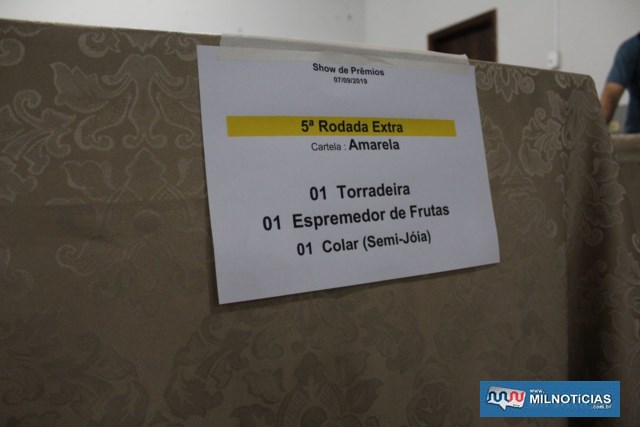 Show de Prêmios
07/09/2019
5ª Rodada Extra
Cartela : Amarela
01 Torradeira
01 Espremedor de Frutas
01 Colar (Semi-Jóia)
www.
MILNOTICIAS
.com.br